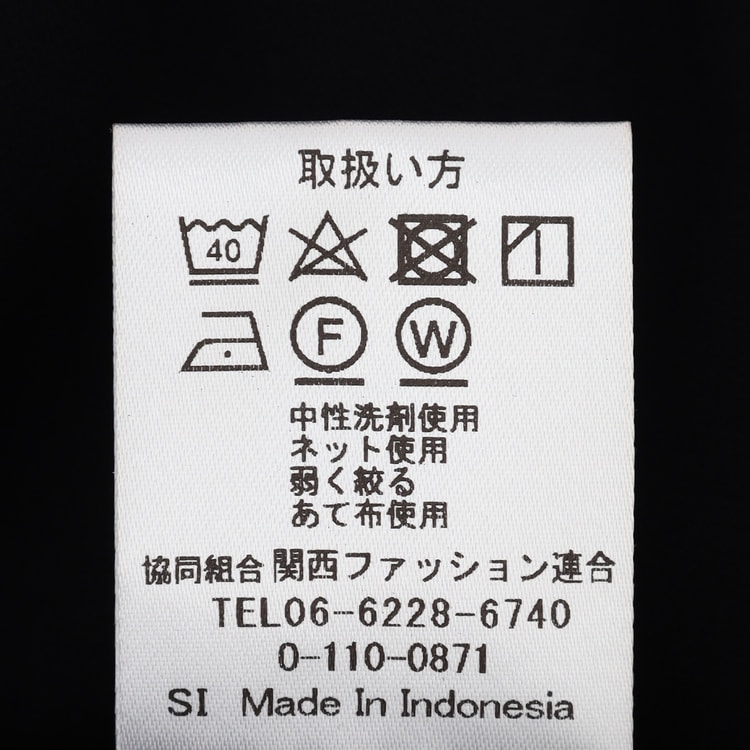 取扱い方
40
F W
中性洗剤使用
ネット使用
弱く絞る
あて布使用
協同組合 関西ファッション連合
TEL06-6228-6740
0-110-0871
SI Made In Indonesia